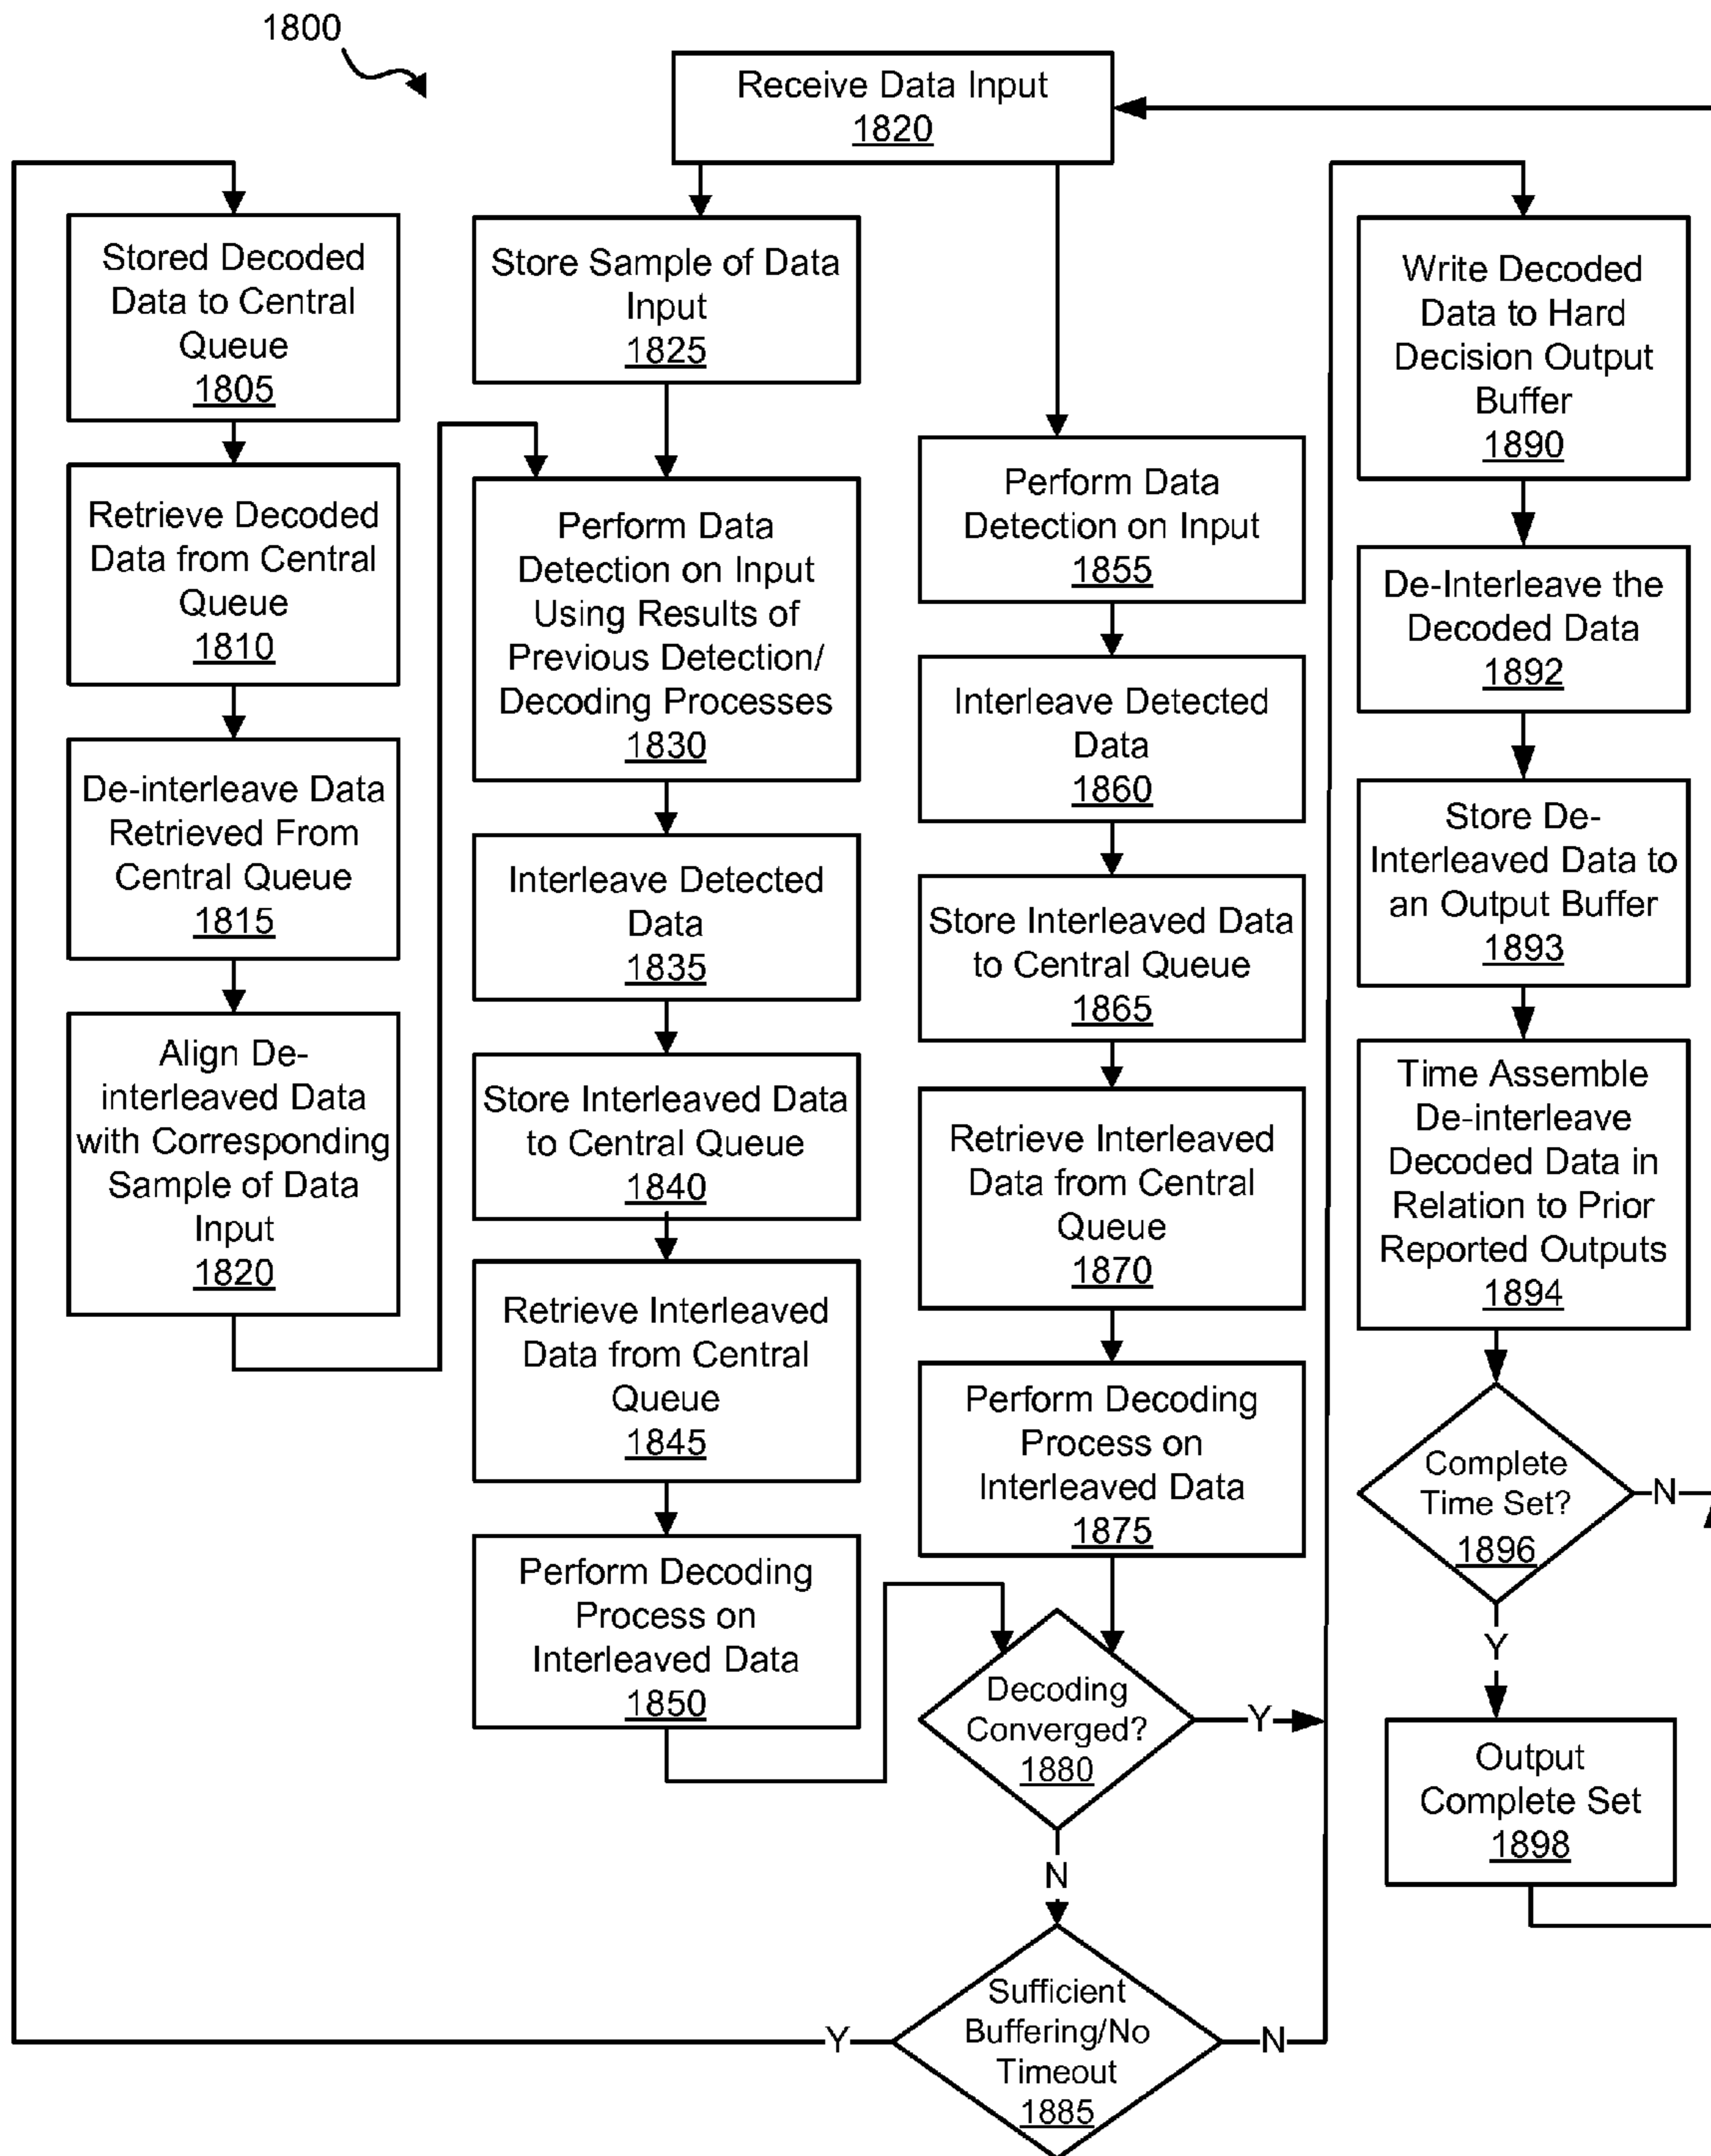 1800
Receive Data Input
1820
Stored Decoded
Data to Central
Queue
1805
Retrieve Decoded
Data from Central
Queue
1810
De-interleave Data
Retrieved From
Central Queue
1815
Align De-
interleaved Data
with Corresponding
Sample of Data
Input
1820
Store Sample of Data
Input
1825
Perform Data
Detection on Input
Using Results of
Previous Detection/
Decoding Processes
1830
Interleave Detected
Data
1835
Store Interleaved Data
to Central Queue
1840
Retrieve Interleaved
Data from Central
Queue
1845
Perform Decoding
Process on
Interleaved Data
1850
Perform Data
Detection on Input
1855
Interleave Detected
Data
1860
Store Interleaved Data
to Central Queue
1865
Retrieve Interleaved
Data from Central
Queue
1870
Perform Decoding
Process on
Interleaved Data
1875
Decoding
Converged?
1880
Y
N
Sufficient
Buffering/No
Timeout
1885
Y
N
Write Decoded
Data to Hard
Decision Output
Buffer
1890
De-Interleave the
Decoded Data
1892
Store De-
Interleaved Data to
an Output Buffer
1893
Time Assemble
De-interleave
Decoded Data in
Relation to Prior
Reported Outputs
1894
Complete
Time Set?
1896
N
Y
Output
Complete Set
1898